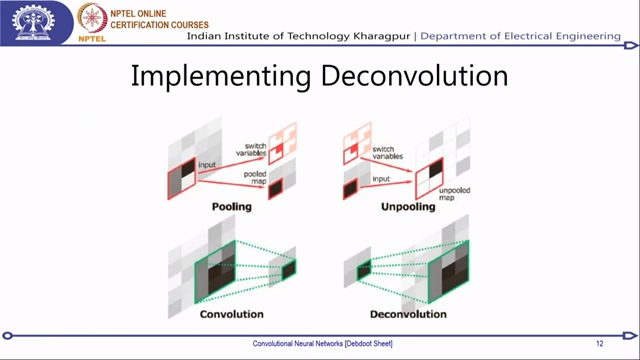 NPTEL ONLINE
CERTIFICATION COURSES
NPTEL
Indian Institute of Technology Kharagpur | Department of Electrical Engineering
Implementing Deconvolution
input
switch
variables
pooled
map
Pooling
switch
variables
input
unpooled
map
Unpooling
Convolution
Deconvolution
Convolutional Neural Networks [Debdoot Sheet]
12